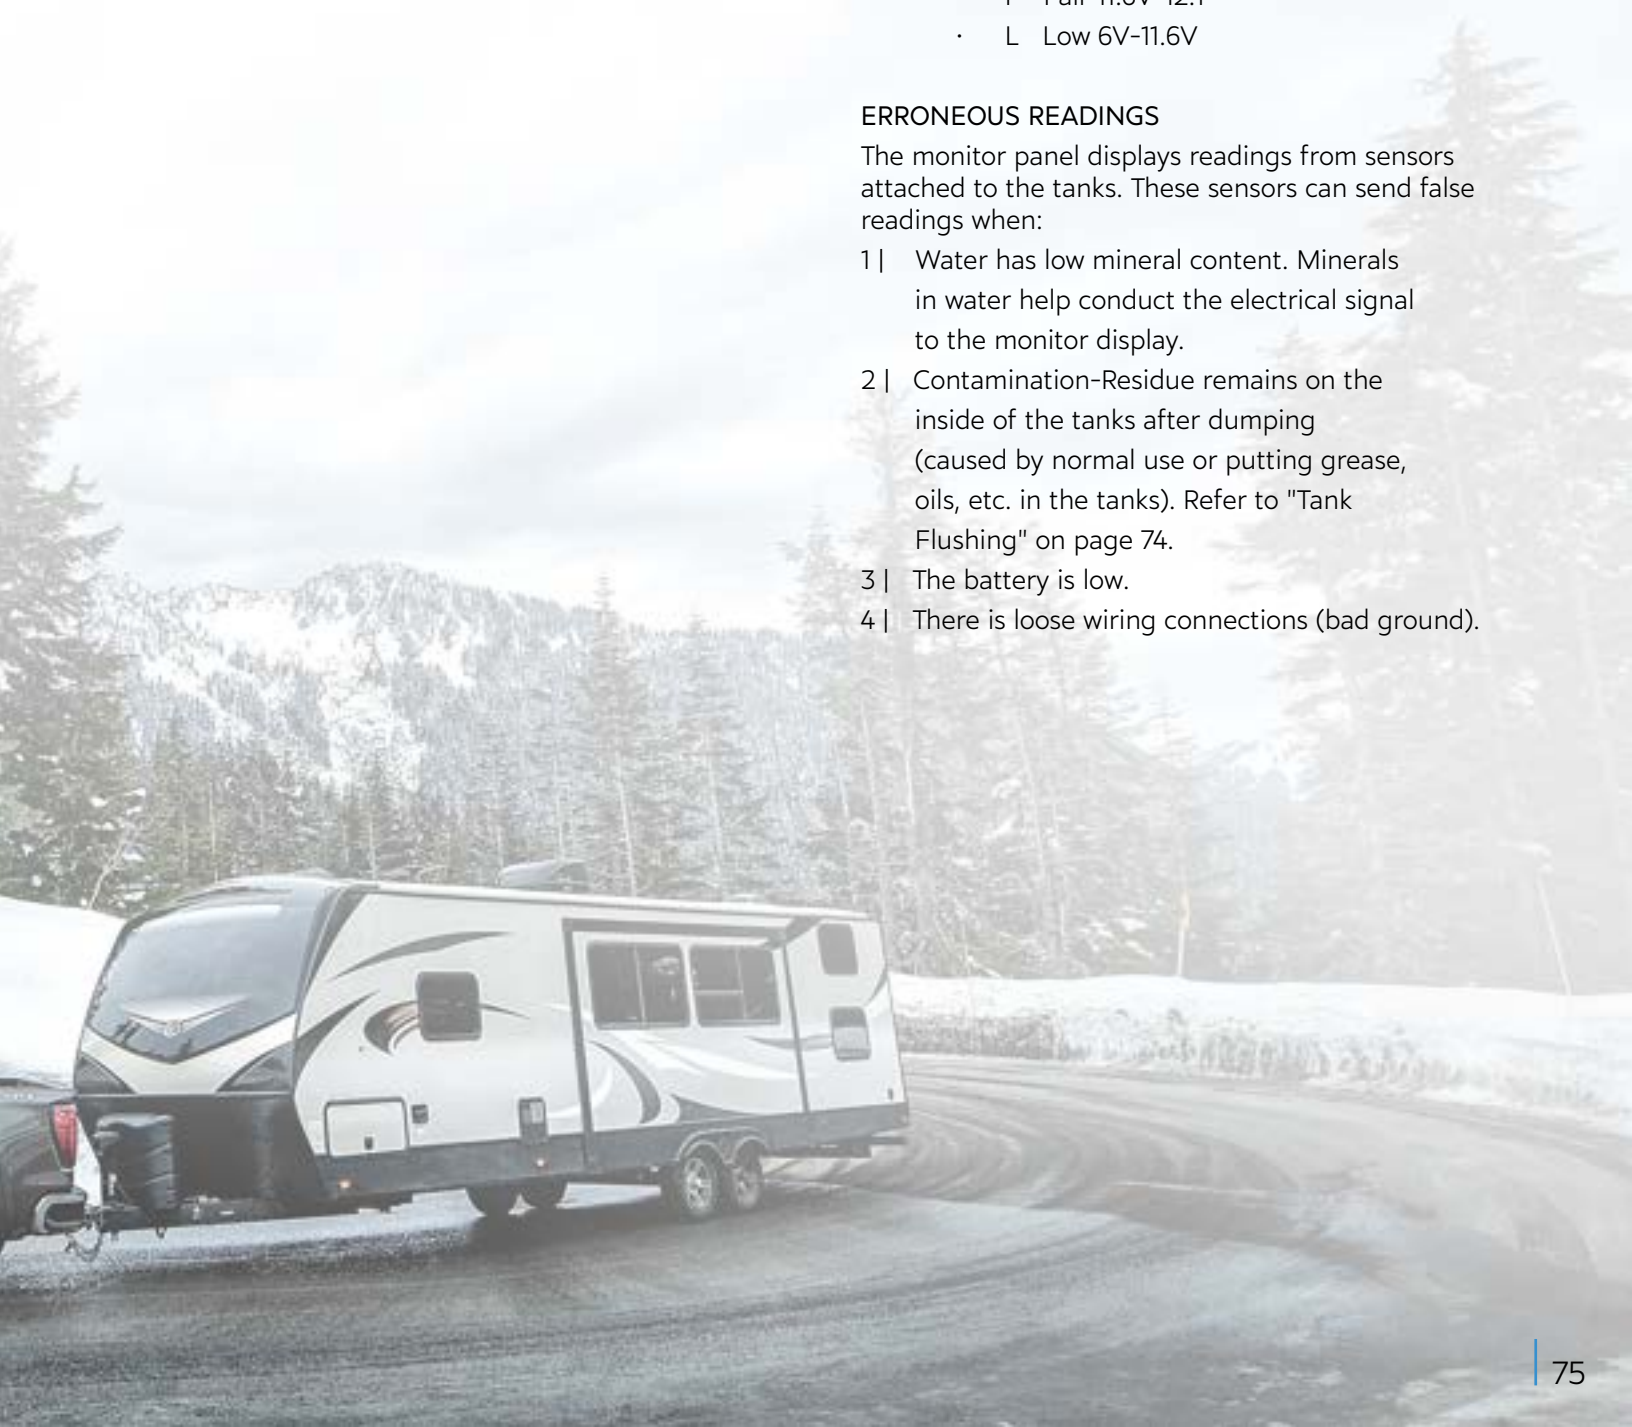 · L Low 6V-11.6V
ERRONEOUS READINGS
The monitor panel displays readings from sensors
attached to the tanks. These sensors can send false
readings when:
1 | Water has low mineral content. Minerals
in water help conduct the electrical signal
to the monitor display.
2 | Contamination-Residue remains on the
inside of the tanks after dumping
(caused by normal use or putting grease,
oils, etc. in the tanks). Refer to "Tank
Flushing" on page 74.
3 | The battery is low.
4 | There is loose wiring connections (bad ground).
75